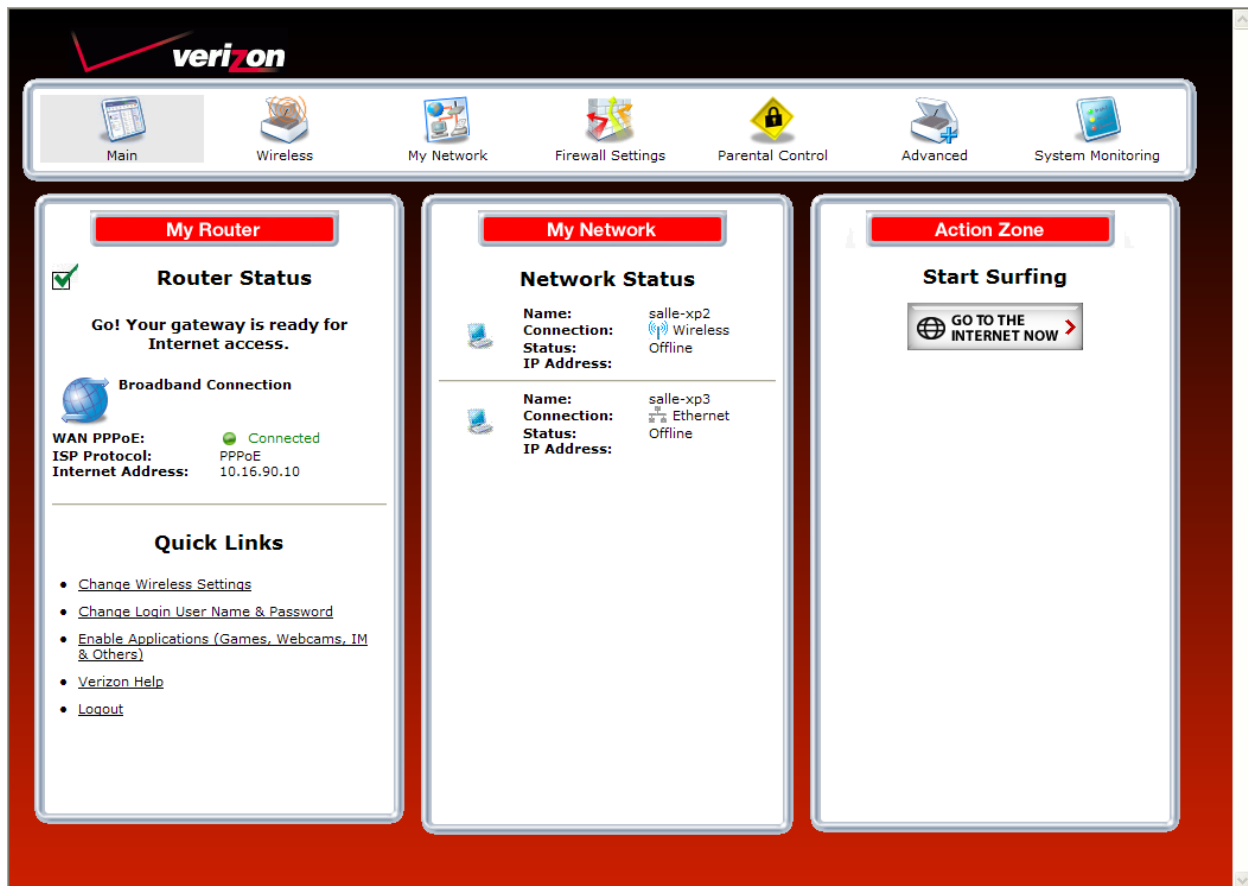 verizon
Main
Wireless
My Network
Firewall Settings
Parental Control
Advanced
System Monitoring
My Router
Router Status
Go! Your gateway is ready for
Internet access.
Broadband Connection
WAN PPPoE: Connected
ISP Protocol: PPPoE
Internet Address: 10.16.90.10
Quick Links
Change Wireless Settings
Change Login User Name & Password
Enable Applications (Games, Webcams, IM
& Others)
Verizon Help
Logout
My Network
Network Status
Name: salle-xp2
Connection: Wireless
Status: Offline
IP Address:
Name: salle-xp3
Connection: Ethernet
Status: Offline
IP Address:
Action Zone
Start Surfing
GO TO THE
INTERNET NOW